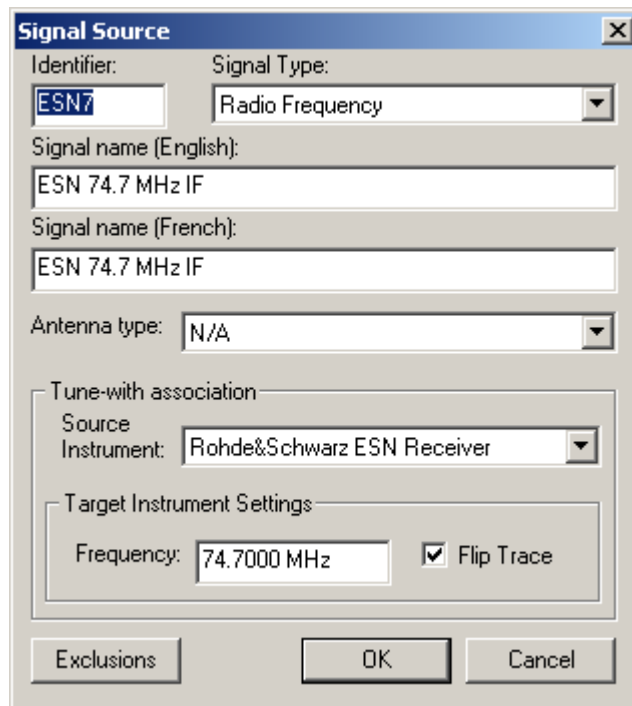 Signal Source
Identifier: Signal Type:
ESN7 Radio Frequency
Signal name (English):
ESN 74.7 MHz IF
Signal name (French):
ESN 74.7 MHz IF
Antenna type: N/A
Tune-with association
Source
Instrument: Rohde&Schwarz ESN Receiver
Target Instrument Settings
Frequency: 74.7000 MHz Flip Trace
Exclusions OK Cancel